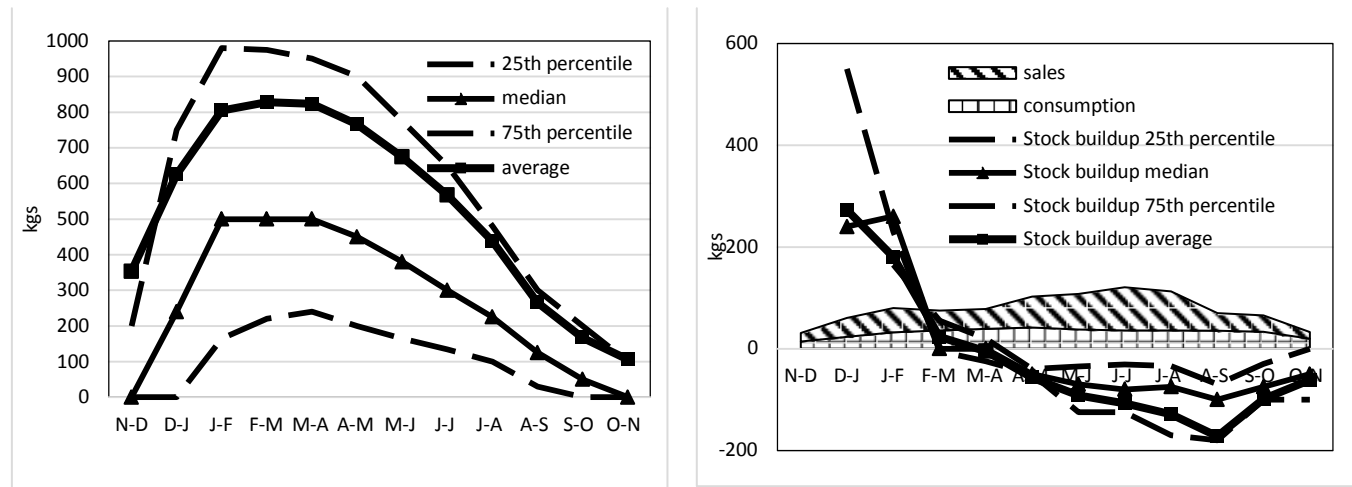 1000
900
800
700
600
500
400
300
200
100
0
kgs
25th percentile
median
75th percentile
average
N-D D-J J-F F-M M-A A-M M-J J-J J-A A-S S-O O-N
600
400
200
0
-200
kgs
sales
consumption
Stock buildup 25th percentile
Stock buildup median
Stock buildup 75th percentile
Stock buildup average
N-D D-J J-F F-M M-A A-M M-J J-J J-A A-S S-O O-N